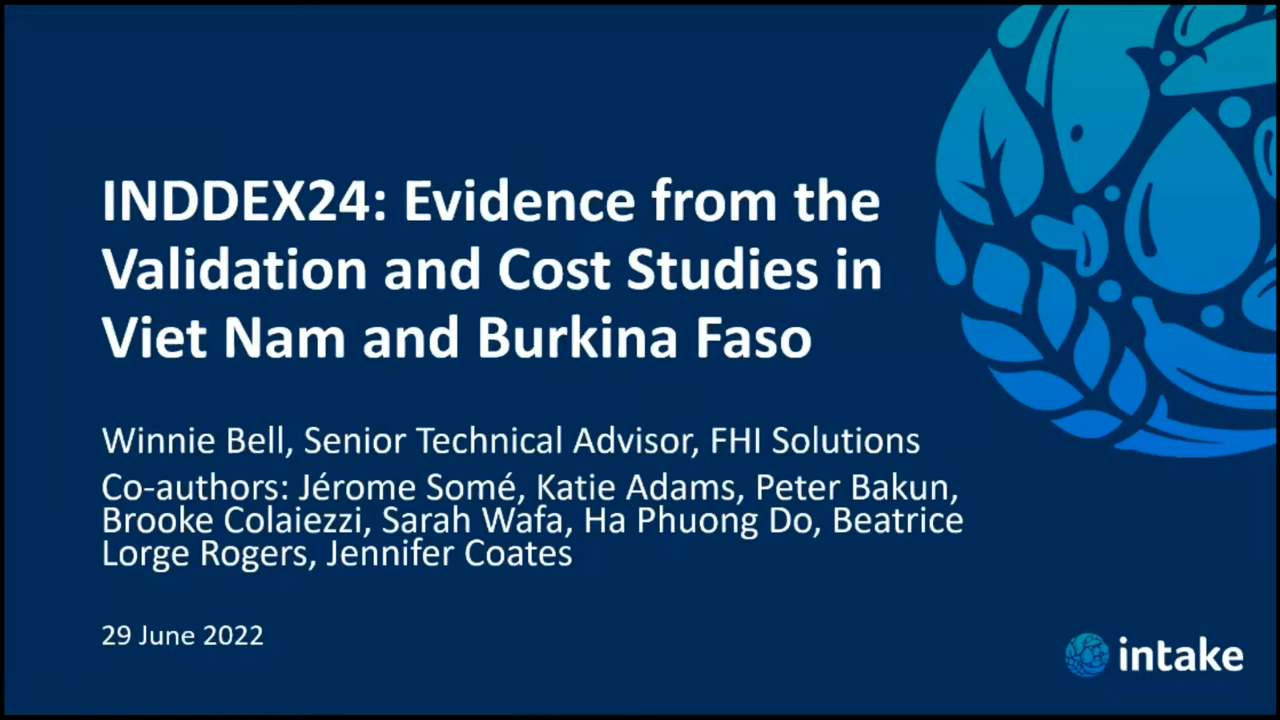 INDDEX24: Evidence from the
Validation and Cost Studies in
Viet Nam and Burkina Faso
Winnie Bell, Senior Technical Advisor, FHI Solutions
Co-authors: Jérome Somé, Katie Adams, Peter Bakun,
Brooke Colaiezzi, Sarah Wafa, Ha Phuong Do, Beatrice
Lorge Rogers, Jennifer Coates
29 June 2022
intake